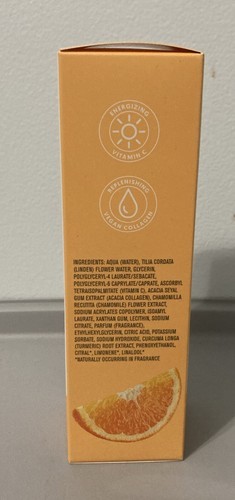 ENERGIZING
VITAMIN C
REPLENISHING
VEGAN COLLAGEN
INGREDIENTS: AQUA (WATER), TILIA CORDATA
(LINDEN) FLOWER WATER, GLYCERIN,
POLYGLYCERYL-4 LAURATE/SEBACATE,
POLYGLYCERYL-6 CAPRYLATE/CAPRATE, ASCORBYL
TETRAISOPALMITATE (VITAMIN C), ACACIA SEYAL
GUM EXTRACT (ACACIA COLLAGEN), CHAMOMILLA
RECUTITA (CHAMOMILE) FLOWER EXTRACT,
SODIUM ACRYLATES COPOLYMER, ISOAMYL
LAURATE, XANTHAN GUM, LECITHIN, SODIUM
CITRATE, PARFUM (FRAGRANCE),
ETHYLHEXYLGLYCERIN, CITRIC ACID, POTASSIUM
SORBATE, SODIUM HYDROXIDE, CURCUMA LONGA
(TURMERIC) ROOT EXTRACT, PHENOXYETHANOL,
CITRAL*, LIMONENE*, LINALOOL*
*NATURALLY OCCURRING IN FRAGRANCE